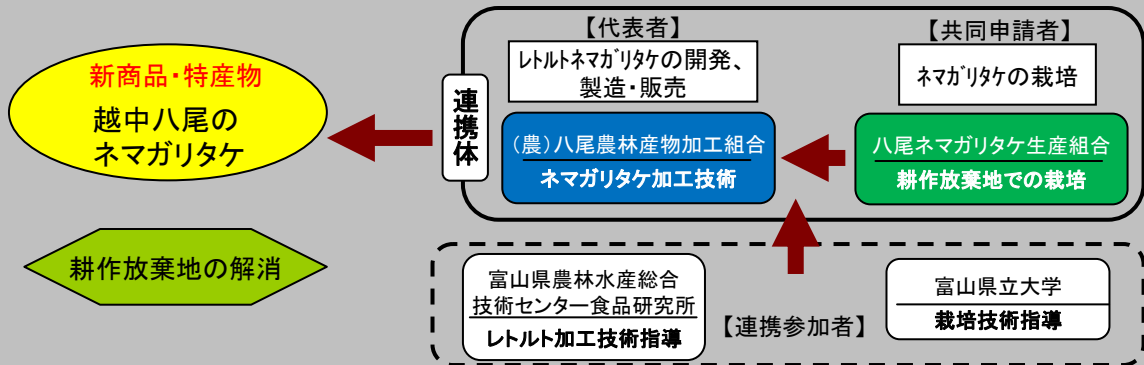 新商品・特産物
越中八尾の
ネマガリタケ
耕作放棄地の解消
連携体
【代表者】
レトルトネマガリタケの開発、
製造・販売
(農)八尾農林産物加工組合
ネマガリタケ加工技術
【共同申請者】
ネマガリタケの栽培
八尾ネマガリタケ生産組合
耕作放棄地での栽培
富山県農林水産総合
技術センター食品研究所
レトルト加工技術指導
【連携参加者】
富山県立大学
栽培技術指導